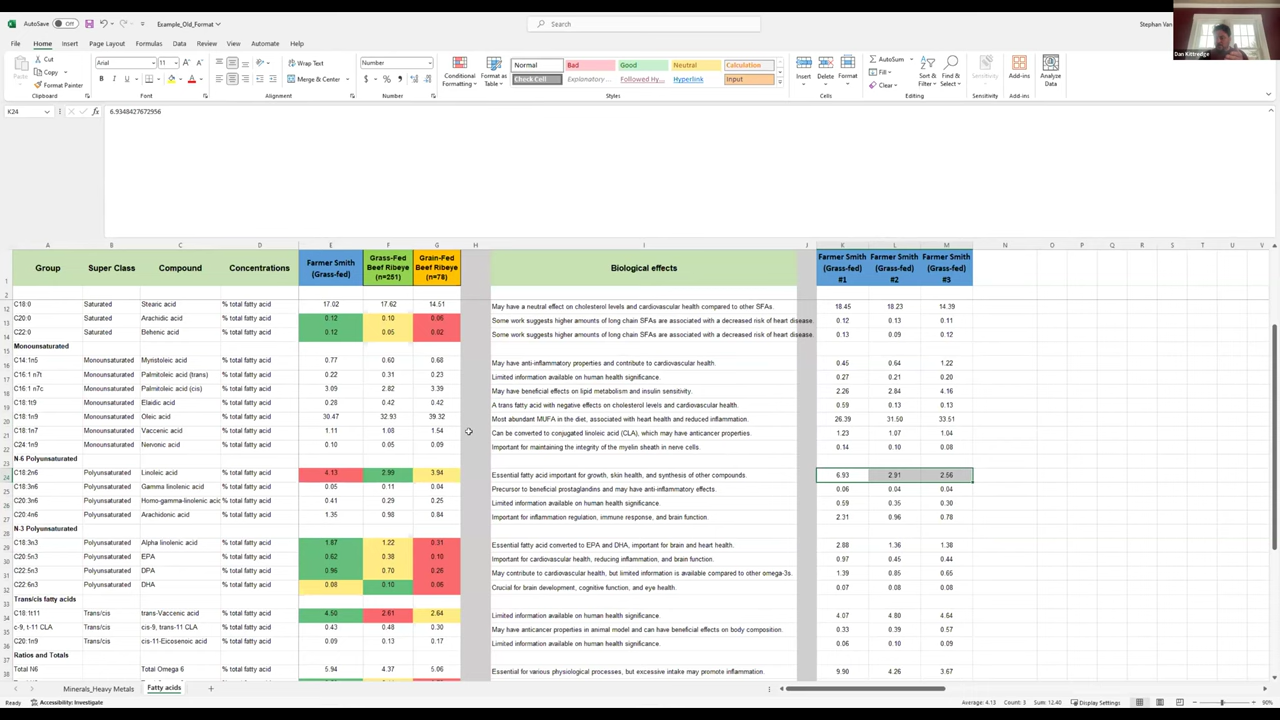 AutoSave Off Example_Old_Format Search Stephan Van
Dan Kittredge
File Home Insert Page Layout Formulas Data Review View Automate Help
Cut
Copy
Format Painter
Clipboard
Arial 11
B I U
Font
Wrap Text
Merge & Center
Alignment
Number
$ % ,
Number
Conditional Formatting
Format as Table
Normal Bad Good Neutral Calculation
Check Cell Explanatory... Followed Hy... Hyperlink Input
Styles
Insert Delete Format
Cells
AutoSum
Fill
Clear
Sort & Filter
Find & Select
Editing
Sensitivity
Sensitivity
Add-ins
Add-ins
Analyze Data
K24 fx 6.9348427672956
A B C D E F G H I J K L M N O P Q R S T U V
1 Group Super Class Compound Concentrations Farmer Smith (Grass-fed) Grass-Fed Beef Ribeye (n=251) Grain-Fed Beef Ribeye (n=78) Biological effects Farmer Smith (Grass-fed) #1 Farmer Smith (Grass-fed) #2 Farmer Smith (Grass-fed) #3
2
12 C18:0 Saturated Stearic acid % total fatty acid 17.02 17.62 14.51 May have a neutral effect on cholesterol levels and cardiovascular health compared to other SFAs. 18.45 18.23 14.39
13 C20:0 Saturated Arachidic acid % total fatty acid 0.12 0.10 0.06 Some work suggests higher amounts of long chain SFAs are associated with a decreased risk of heart disease. 0.12 0.13 0.11
14 C22:0 Saturated Behenic acid % total fatty acid 0.12 0.05 0.02 Some work suggests higher amounts of long chain SFAs are associated with a decreased risk of heart disease. 0.13 0.09 0.12
15 Monounsaturated
16 C14:1n5 Monounsaturated Myristoleic acid % total fatty acid 0.77 0.60 0.68 May have anti-inflammatory properties and contribute to cardiovascular health. 0.45 0.64 1.22
17 C16:1 n7t Monounsaturated Palmitoleic acid (trans) % total fatty acid 0.22 0.31 0.23 Limited information available on human health significance. 0.27 0.21 0.20
18 C16:1 n7c Monounsaturated Palmitoleic acid (cis) % total fatty acid 3.09 2.82 3.39 May have beneficial effects on lipid metabolism and insulin sensitivity. 2.26 2.84 4.16
19 C18:1t9 Monounsaturated Elaidic acid % total fatty acid 0.28 0.42 0.42 A trans fatty acid with negative effects on cholesterol levels and cardiovascular health. 0.59 0.13 0.13
20 C18:1n9 Monounsaturated Oleic acid % total fatty acid 30.47 32.93 39.32 Most abundant MUFA in the diet, associated with heart health and reduced inflammation. 26.39 31.50 33.51
21 C18:1n7 Monounsaturated Vaccenic acid % total fatty acid 1.11 1.08 1.54 Can be converted to conjugated linoleic acid (CLA), which may have anticancer properties. 1.23 1.07 1.04
22 C24:1n9 Monounsaturated Nervonic acid % total fatty acid 0.10 0.05 0.09 Important for maintaining the integrity of the myelin sheath in nerve cells. 0.14 0.10 0.08
23 N-6 Polyunsaturated
24 C18:2n6 Polyunsaturated Linoleic acid % total fatty acid 4.13 2.99 3.94 Essential fatty acid important for growth, skin health, and synthesis of other compounds. 6.93 2.91 2.56
25 C18:3n6 Polyunsaturated Gamma linolenic acid % total fatty acid 0.05 0.11 0.04 Precursor to beneficial prostaglandins and may have anti-inflammatory effects. 0.06 0.04 0.04
26 C20:3n6 Polyunsaturated Homo-gamma-linolenic acid % total fatty acid 0.41 0.29 0.25 Limited information available on human health significance. 0.59 0.35 0.30
27 C20:4n6 Polyunsaturated Arachidonic acid % total fatty acid 1.35 0.98 0.84 Important for inflammation regulation, immune response, and brain function. 2.31 0.96 0.78
28 N-3 Polyunsaturated
29 C18:3n3 Polyunsaturated Alpha linolenic acid % total fatty acid 1.87 1.22 0.31 Essential fatty acid converted to EPA and DHA, important for brain and heart health. 2.88 1.36 1.38
30 C20:5n3 Polyunsaturated EPA % total fatty acid 0.62 0.38 0.10 Important for cardiovascular health, reducing inflammation, and brain function. 0.97 0.45 0.44
31 C22:5n3 Polyunsaturated DPA % total fatty acid 0.96 0.70 0.26 May contribute to cardiovascular health, but limited information is available compared to other omega-3s. 1.39 0.85 0.65
32 C22:6n3 Polyunsaturated DHA % total fatty acid 0.08 0.10 0.06 Crucial for brain development, cognitive function, and eye health. 0.07 0.08 0.08
33 Trans/cis fatty acids
34 C18:1t11 Trans/cis trans-Vaccenic acid % total fatty acid 4.50 2.61 2.64 Limited information available on human health significance. 4.07 4.80 4.64
35 c-9, t-11 CLA Trans/cis cis-9, trans-11 CLA % total fatty acid 0.43 0.48 0.30 May have anticancer properties in animal model and can have beneficial effects on body composition. 0.33 0.39 0.57
36 C20:1n9 Trans/cis cis-11-Eicosenoic acid % total fatty acid 0.09 0.13 0.17 Limited information available on human health significance. 0.06 0.10 0.09
37 Ratios and Totals
38 Total N6 Total Omega 6 % total fatty acid 5.94 4.37 5.06 Essential for various physiological processes, but excessive intake may promote inflammation. 9.90 4.26 3.67
Minerals_Heavy Metals Fatty acids
Accessibility: Investigate Average: 4.13 Count: 3 Sum: 12.40 Display Settings 90%